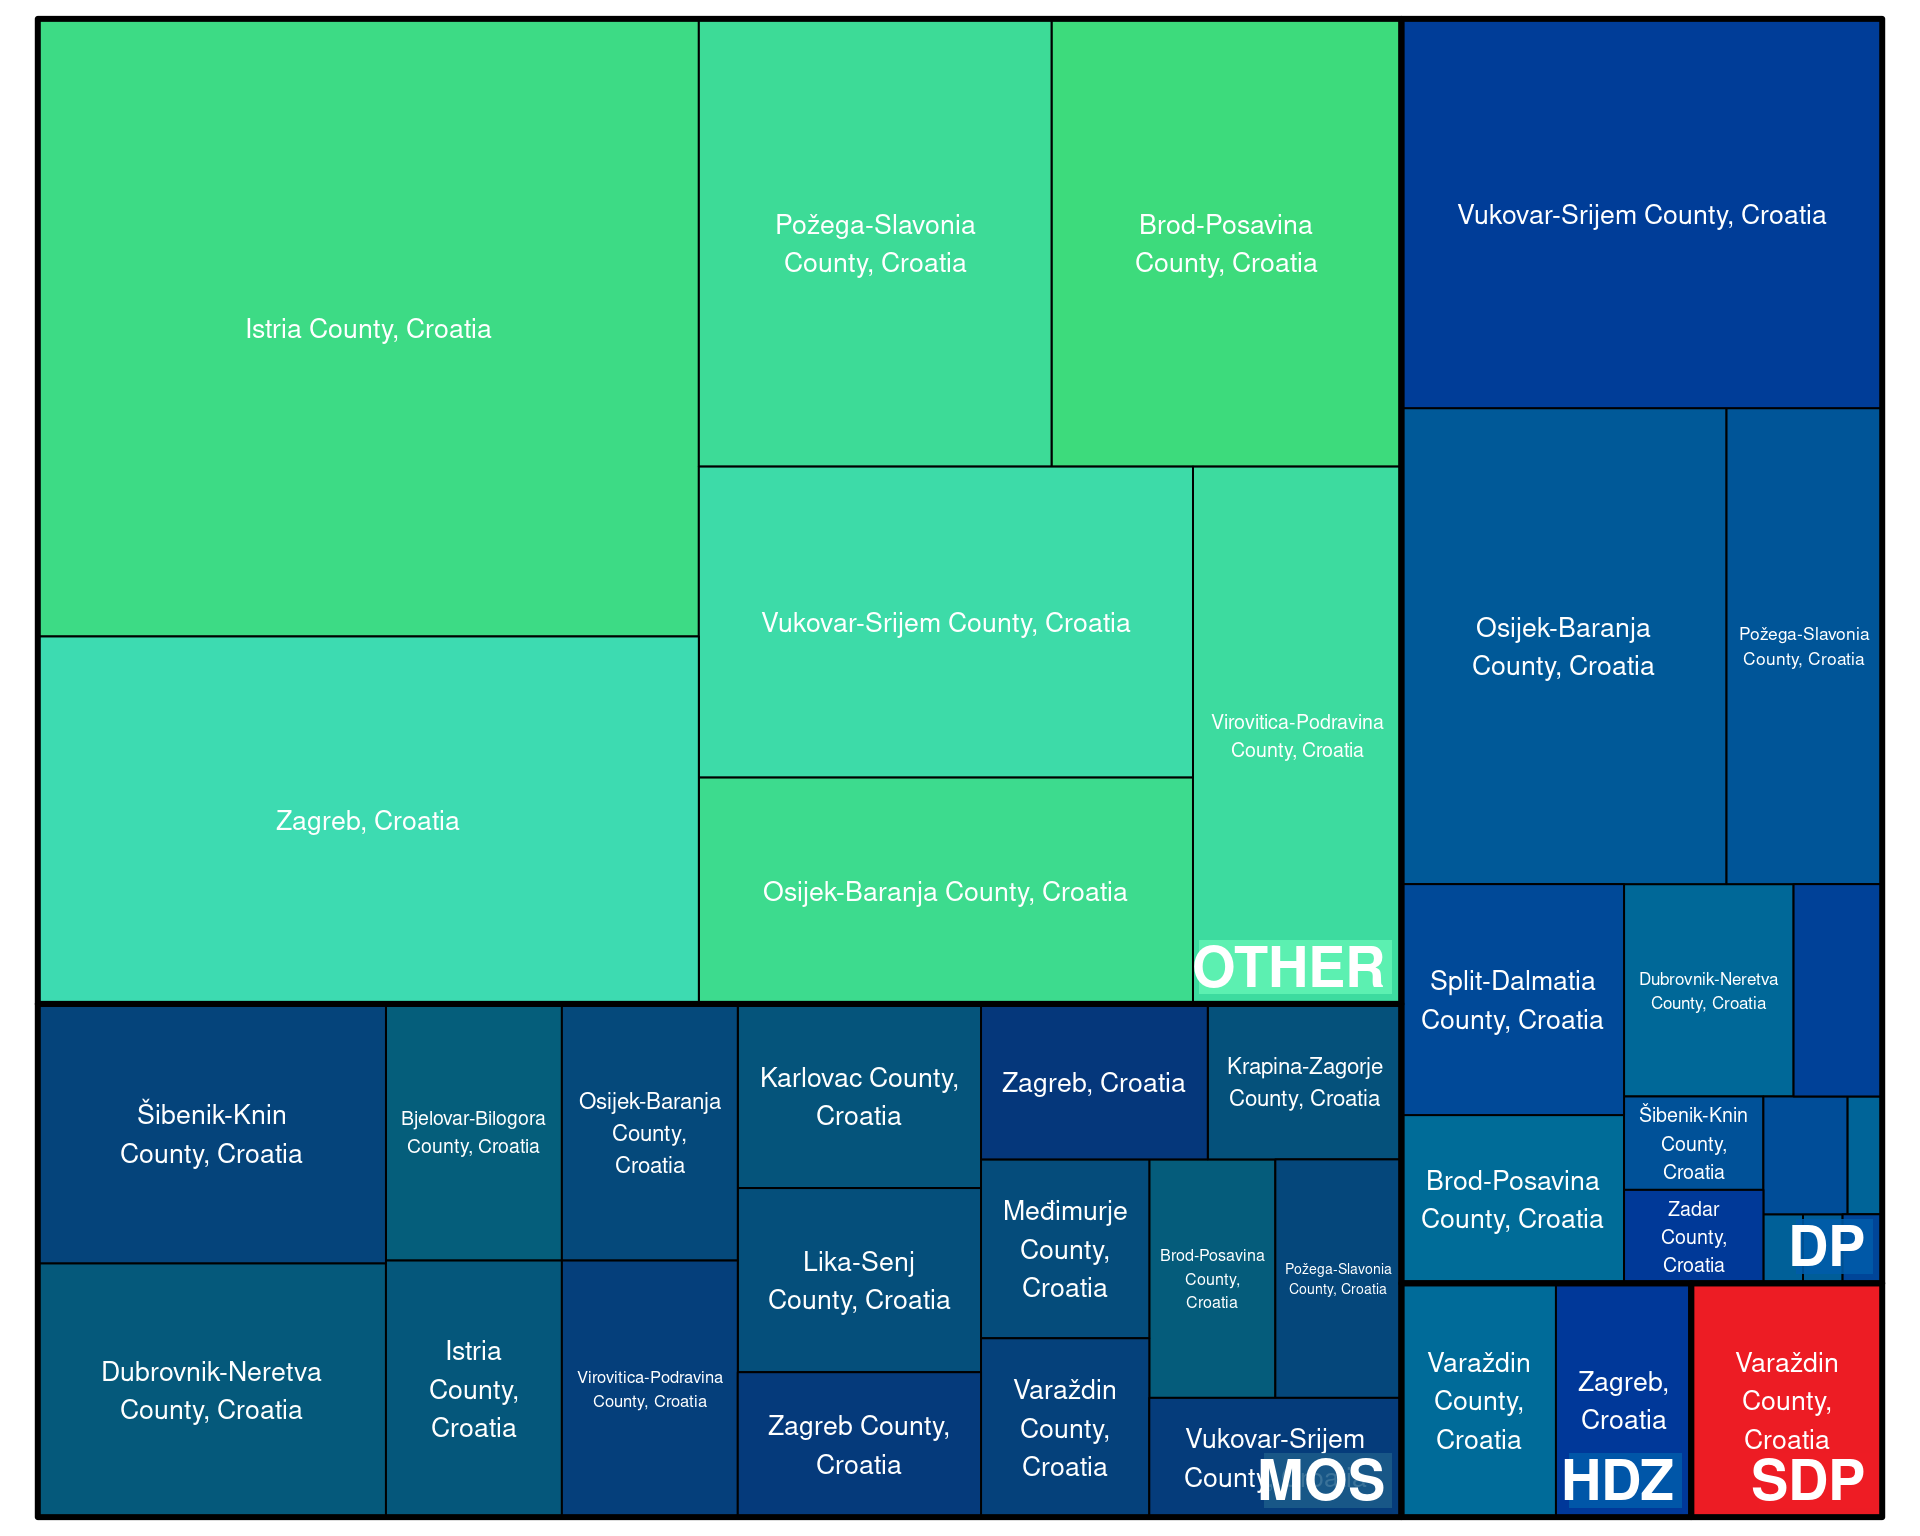 Istria County, Croatia
Požega-Slavonia
County, Croatia
Brod-Posavina
County, Croatia
Vukovar-Srijem County, Croatia
Zagreb, Croatia
Vukovar-Srijem County, Croatia
Virovitica-Podravina
County, Croatia
Osijek-Baranja County, Croatia
OTHER
Osijek-Baranja
County, Croatia
Požega-Slavonia
County, Croatia
Split-Dalmatia
County, Croatia
Dubrovnik-Neretva
County, Croatia
Brod-Posavina
County, Croatia
Šibenik-Knin
County,
Croatia
Zadar
County,
Croatia
DP
Šibenik-Knin
County, Croatia
Bjelovar-Bilogora
County, Croatia
Osijek-Baranja
County,
Croatia
Karlovac County,
Croatia
Zagreb, Croatia
Krapina-Zagorje
County, Croatia
Dubrovnik-Neretva
County, Croatia
Istria
County,
Croatia
Virovitica-Podravina
County, Croatia
Lika-Senj
County, Croatia
Zagreb County,
Croatia
Međimurje
County,
Croatia
Brod-Posavina
County,
Croatia
Požega-Slavonia
County, Croatia
Varaždin
County,
Croatia
Vukovar-Srijem
County
MOS
Varaždin
County,
Croatia
Zagreb,
Croatia
HDZ
Varaždin
County,
Croatia
SDP